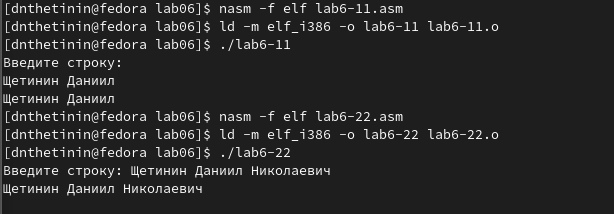 [dnthetinin@fedora lab06]$ nasm -f elf lab6-11.asm
[dnthetinin@fedora lab06]$ ld -m elf_i386 -o lab6-11 lab6-11.o
[dnthetinin@fedora lab06]$ ./lab6-11
Введите строку:
Щетинин Даниил
Щетинин Даниил
[dnthetinin@fedora lab06]$ nasm -f elf lab6-22.asm
[dnthetinin@fedora lab06]$ ld -m elf_i386 -o lab6-22 lab6-22.o
[dnthetinin@fedora lab06]$ ./lab6-22
Введите строку: Щетинин Даниил Николаевич
Щетинин Даниил Николаевич